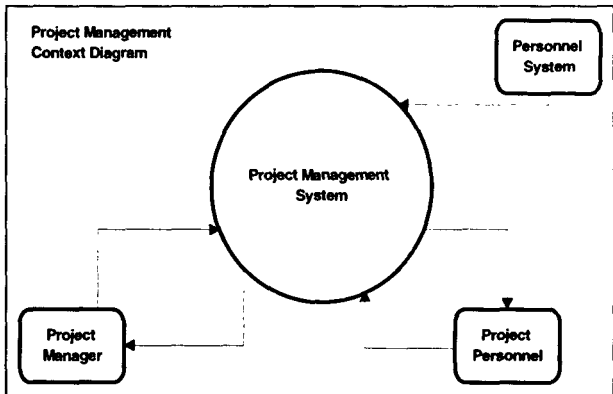 Project Management
Context Diagram
Personnel
System
Project Management
System
Project
Manager
Project
Personnel